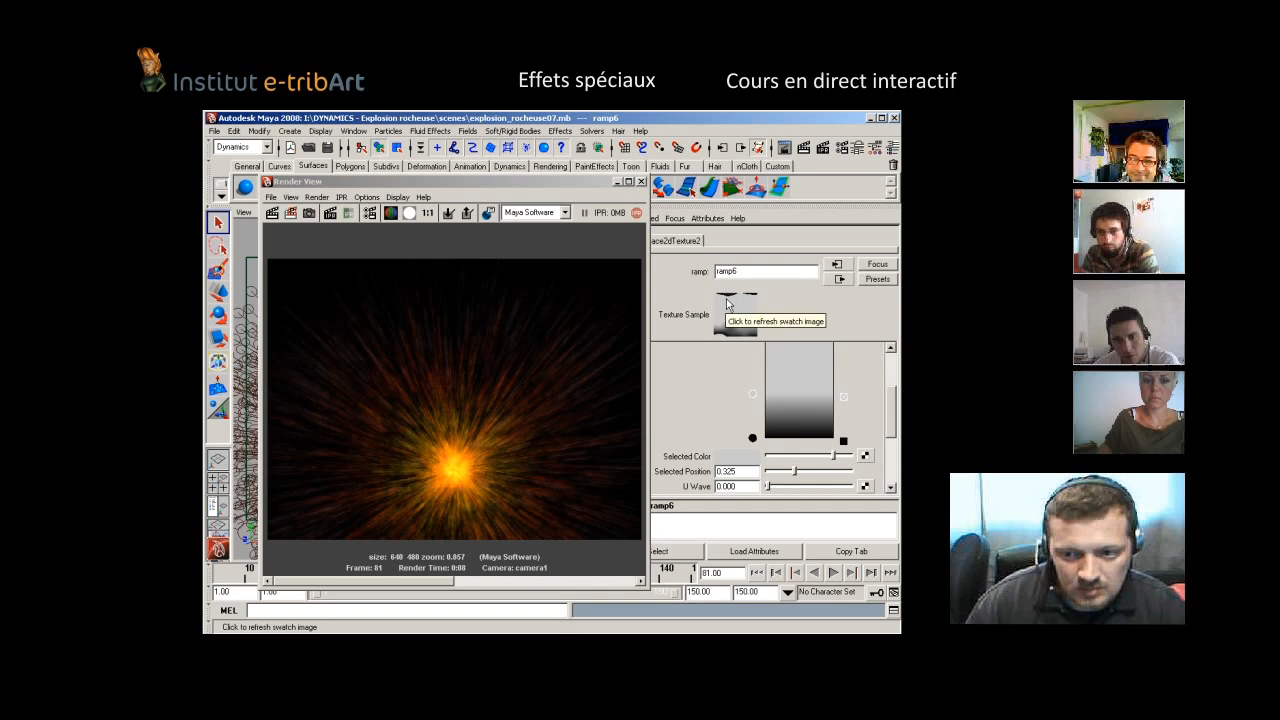 Institut e-tribArt
Effets spéciaux
Cours en direct interactif
Autodesk Maya 2008: I:\DYNAMICS - Explosion rocheuse\scenes\explosion_rocheuse07.mb --- ramp6
File Edit Modify Create Display Window Particles Fluid Effects Fields Soft/Rigid Bodies Effects Solvers Hair Help
Dynamics
General Curves Surfaces Polygons Subdivs Deformation Animation Dynamics Rendering PaintEffects Toon Fluids Fur Hair nCloth Custom
Render View
File View Render IPR Options Display Help
1:1 Maya Software IPR: 0MB
View
ed Focus Attributes Help
ace2dTexture2
ramp: ramp6
Focus
Presets
Texture Sample
Click to refresh swatch image
Selected Color
Selected Position 0.325
U Wave 0.000
ramp6
elect Load Attributes Copy Tab
size: 640 480 zoom: 0.857 (Maya Software)
Frame: 81 Render Time: 0:08 Camera: camera1
10 140 1 81.00
1.00 1.00 150.00 150.00 No Character Set
MEL
Click to refresh swatch image